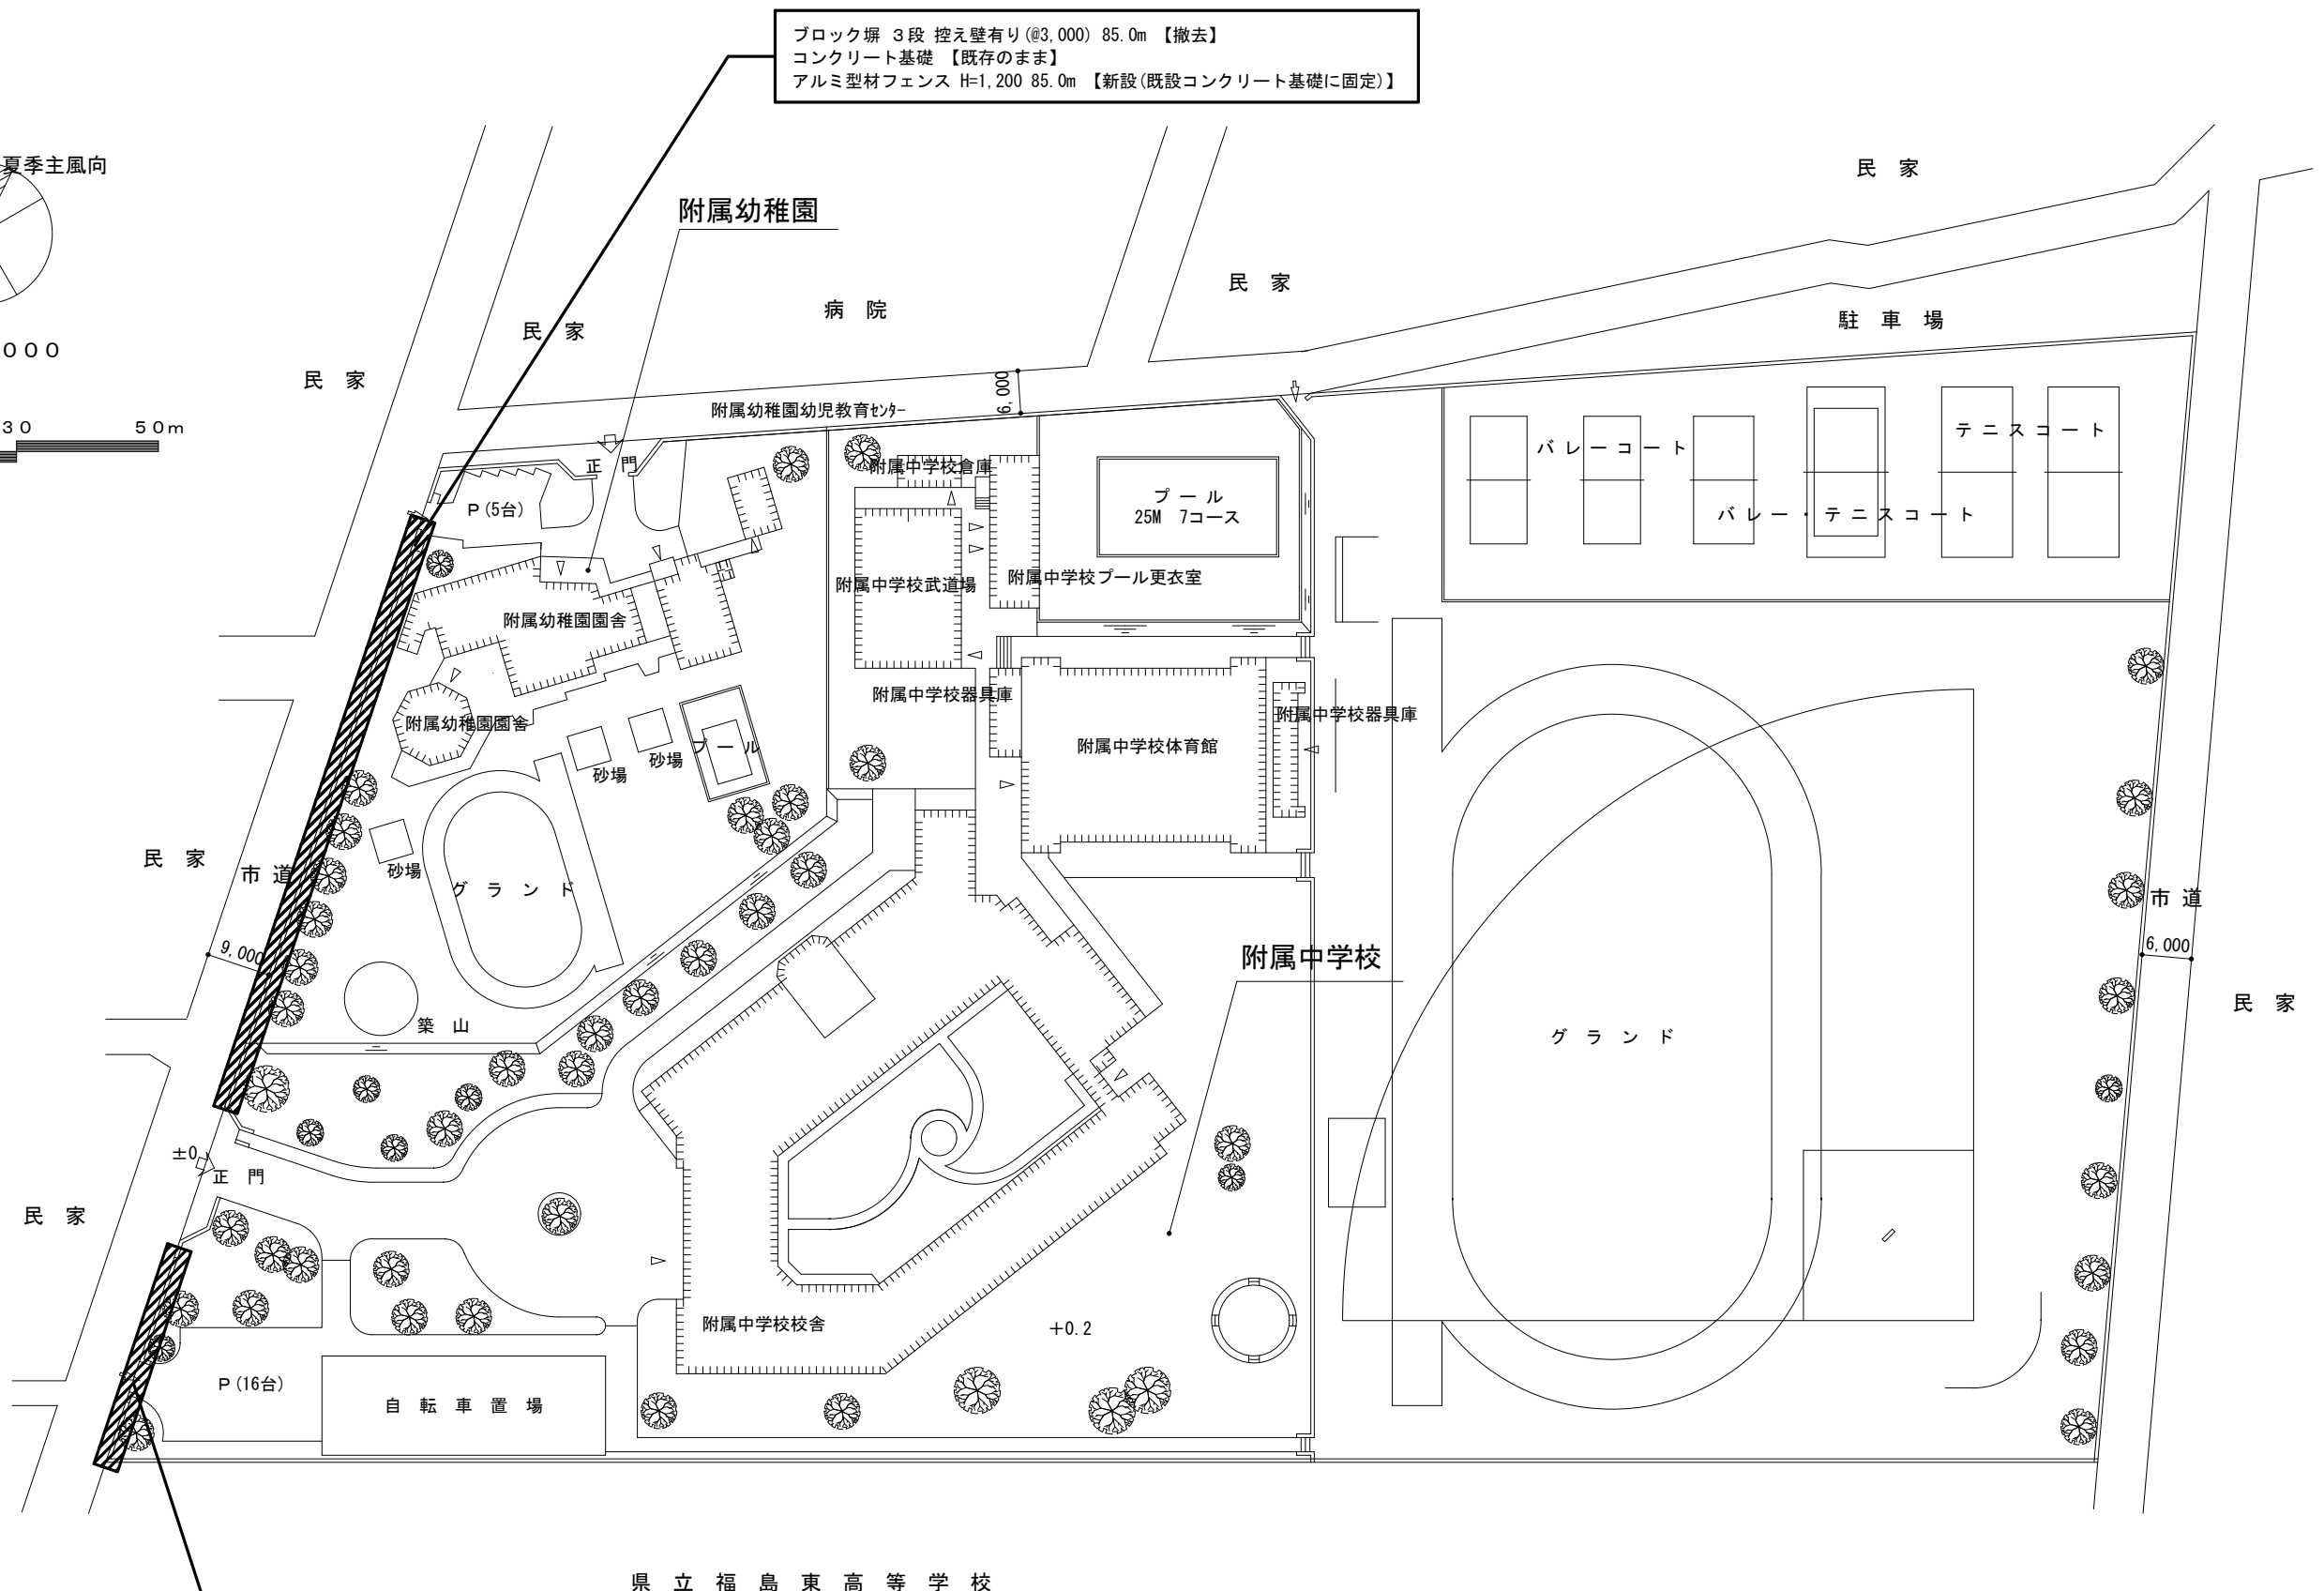 ブロック塀 3段 控え壁有り(@3,000) 85.0m 【撤去】
コンクリート基礎 【既存のまま】
アルミ型材フェンス H=1,200 85.0m 【新設(既設コンクリート基礎に固定)】
夏季主風向
民 家
附属幼稚園
民 家
病 院
民 家
駐 車 場
000
民 家
6,000
附属幼稚園幼児教育センター
30 50m
正 門
附属中学校倉庫
バレーコート
テニスコート
P(5台)
プール
25M 7コース
バレー・テニスコート
附属中学校武道場
附属中学校プール更衣室
附属幼稚園園舎
附属中学校器具庫
附属中学校器具庫
附属幼稚園園舎
砂場
砂場
プール
附属中学校体育館
民 家
市 道
砂場
グ ラ ン ド
市 道
9,000
附属中学校
6,000
民 家
築 山
グ ラ ン ド
±0
正 門
民 家
附属中学校校舎
+0.2
P(16台)
自 転 車 置 場
県 立 福 島 東 高 等 学 校